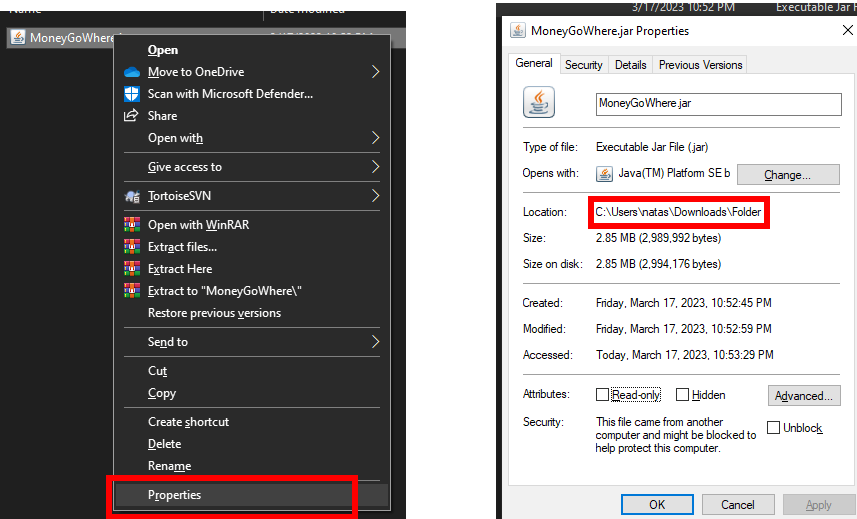 MoneyGoWhere
Open
Move to OneDrive
Scan with Microsoft Defender...
Share
Open with
Give access to
TortoiseSVN
Open with WinRAR
Extract files...
Extract Here
Extract to "MoneyGoWhere\"
Restore previous versions
Send to
Cut
Copy
Create shortcut
Delete
Rename
Properties
3/17/2023 10:52 PM Executable Jar File
MoneyGoWhere.jar Properties
General Security Details Previous Versions
MoneyGoWhere.jar
Type of file: Executable Jar File (.jar)
Opens with: Java(TM) Platform SE b Change...
Location: C:\Users\natas\Downloads\Folder
Size: 2.85 MB (2,989,992 bytes)
Size on disk: 2.85 MB (2,994,176 bytes)
Created: Friday, March 17, 2023, 10:52:45 PM
Modified: Friday, March 17, 2023, 10:52:59 PM
Accessed: Today, March 17, 2023, 10:53:29 PM
Attributes: Read-only Hidden Advanced...
Security: This file came from another
computer and might be blocked to Unblock
help protect this computer.
OK Cancel Apply